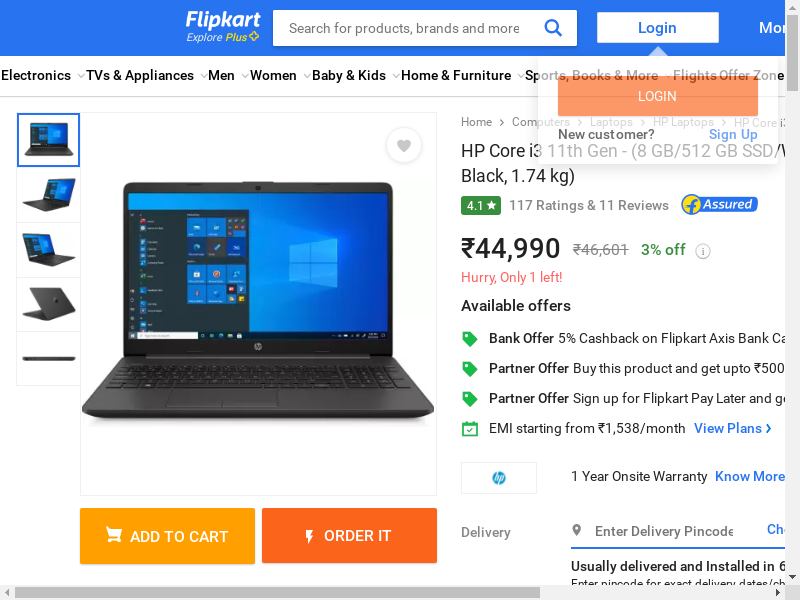 Flipkart
Explore Plus
Search for products, brands and more
Login
Electronics
TVs & Appliances
Men
Women
Baby & Kids
Home & Furniture
Sports, Books & More
Flights
Offer Zone
LOGIN
New customer?
Sign Up
Home
Computers
Laptops
HP Laptops
HP Core i3
HP Core i3 11th Gen - (8 GB/512 GB SSD/
Black, 1.74 kg)
4.1
117 Ratings & 11 Reviews
Assured
₹44,990
₹46,601
3% off
Hurry, Only 1 left!
Available offers
Bank Offer 5% Cashback on Flipkart Axis Bank
Partner Offer Buy this product and get upto ₹500
Partner Offer Sign up for Flipkart Pay Later and
EMI starting from ₹1,538/month
View Plans
hp
1 Year Onsite Warranty
Know More
ADD TO CART
ORDER IT
Delivery
Enter Delivery Pincode
Usually delivered and Installed in 6
Enter pincode for exact delivery